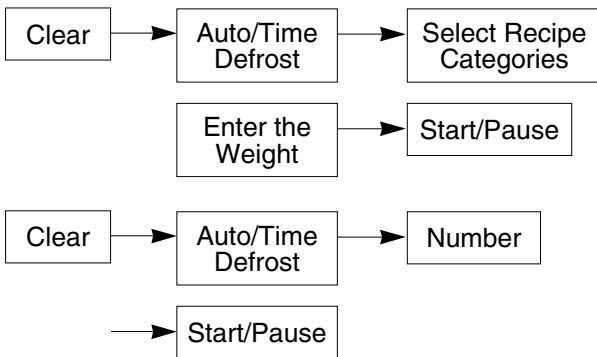 Clear
Auto/Time
Defrost
Select Recipe
Categories
Enter the
Weight
Start/Pause
Clear
Auto/Time
Defrost
Number
Start/Pause